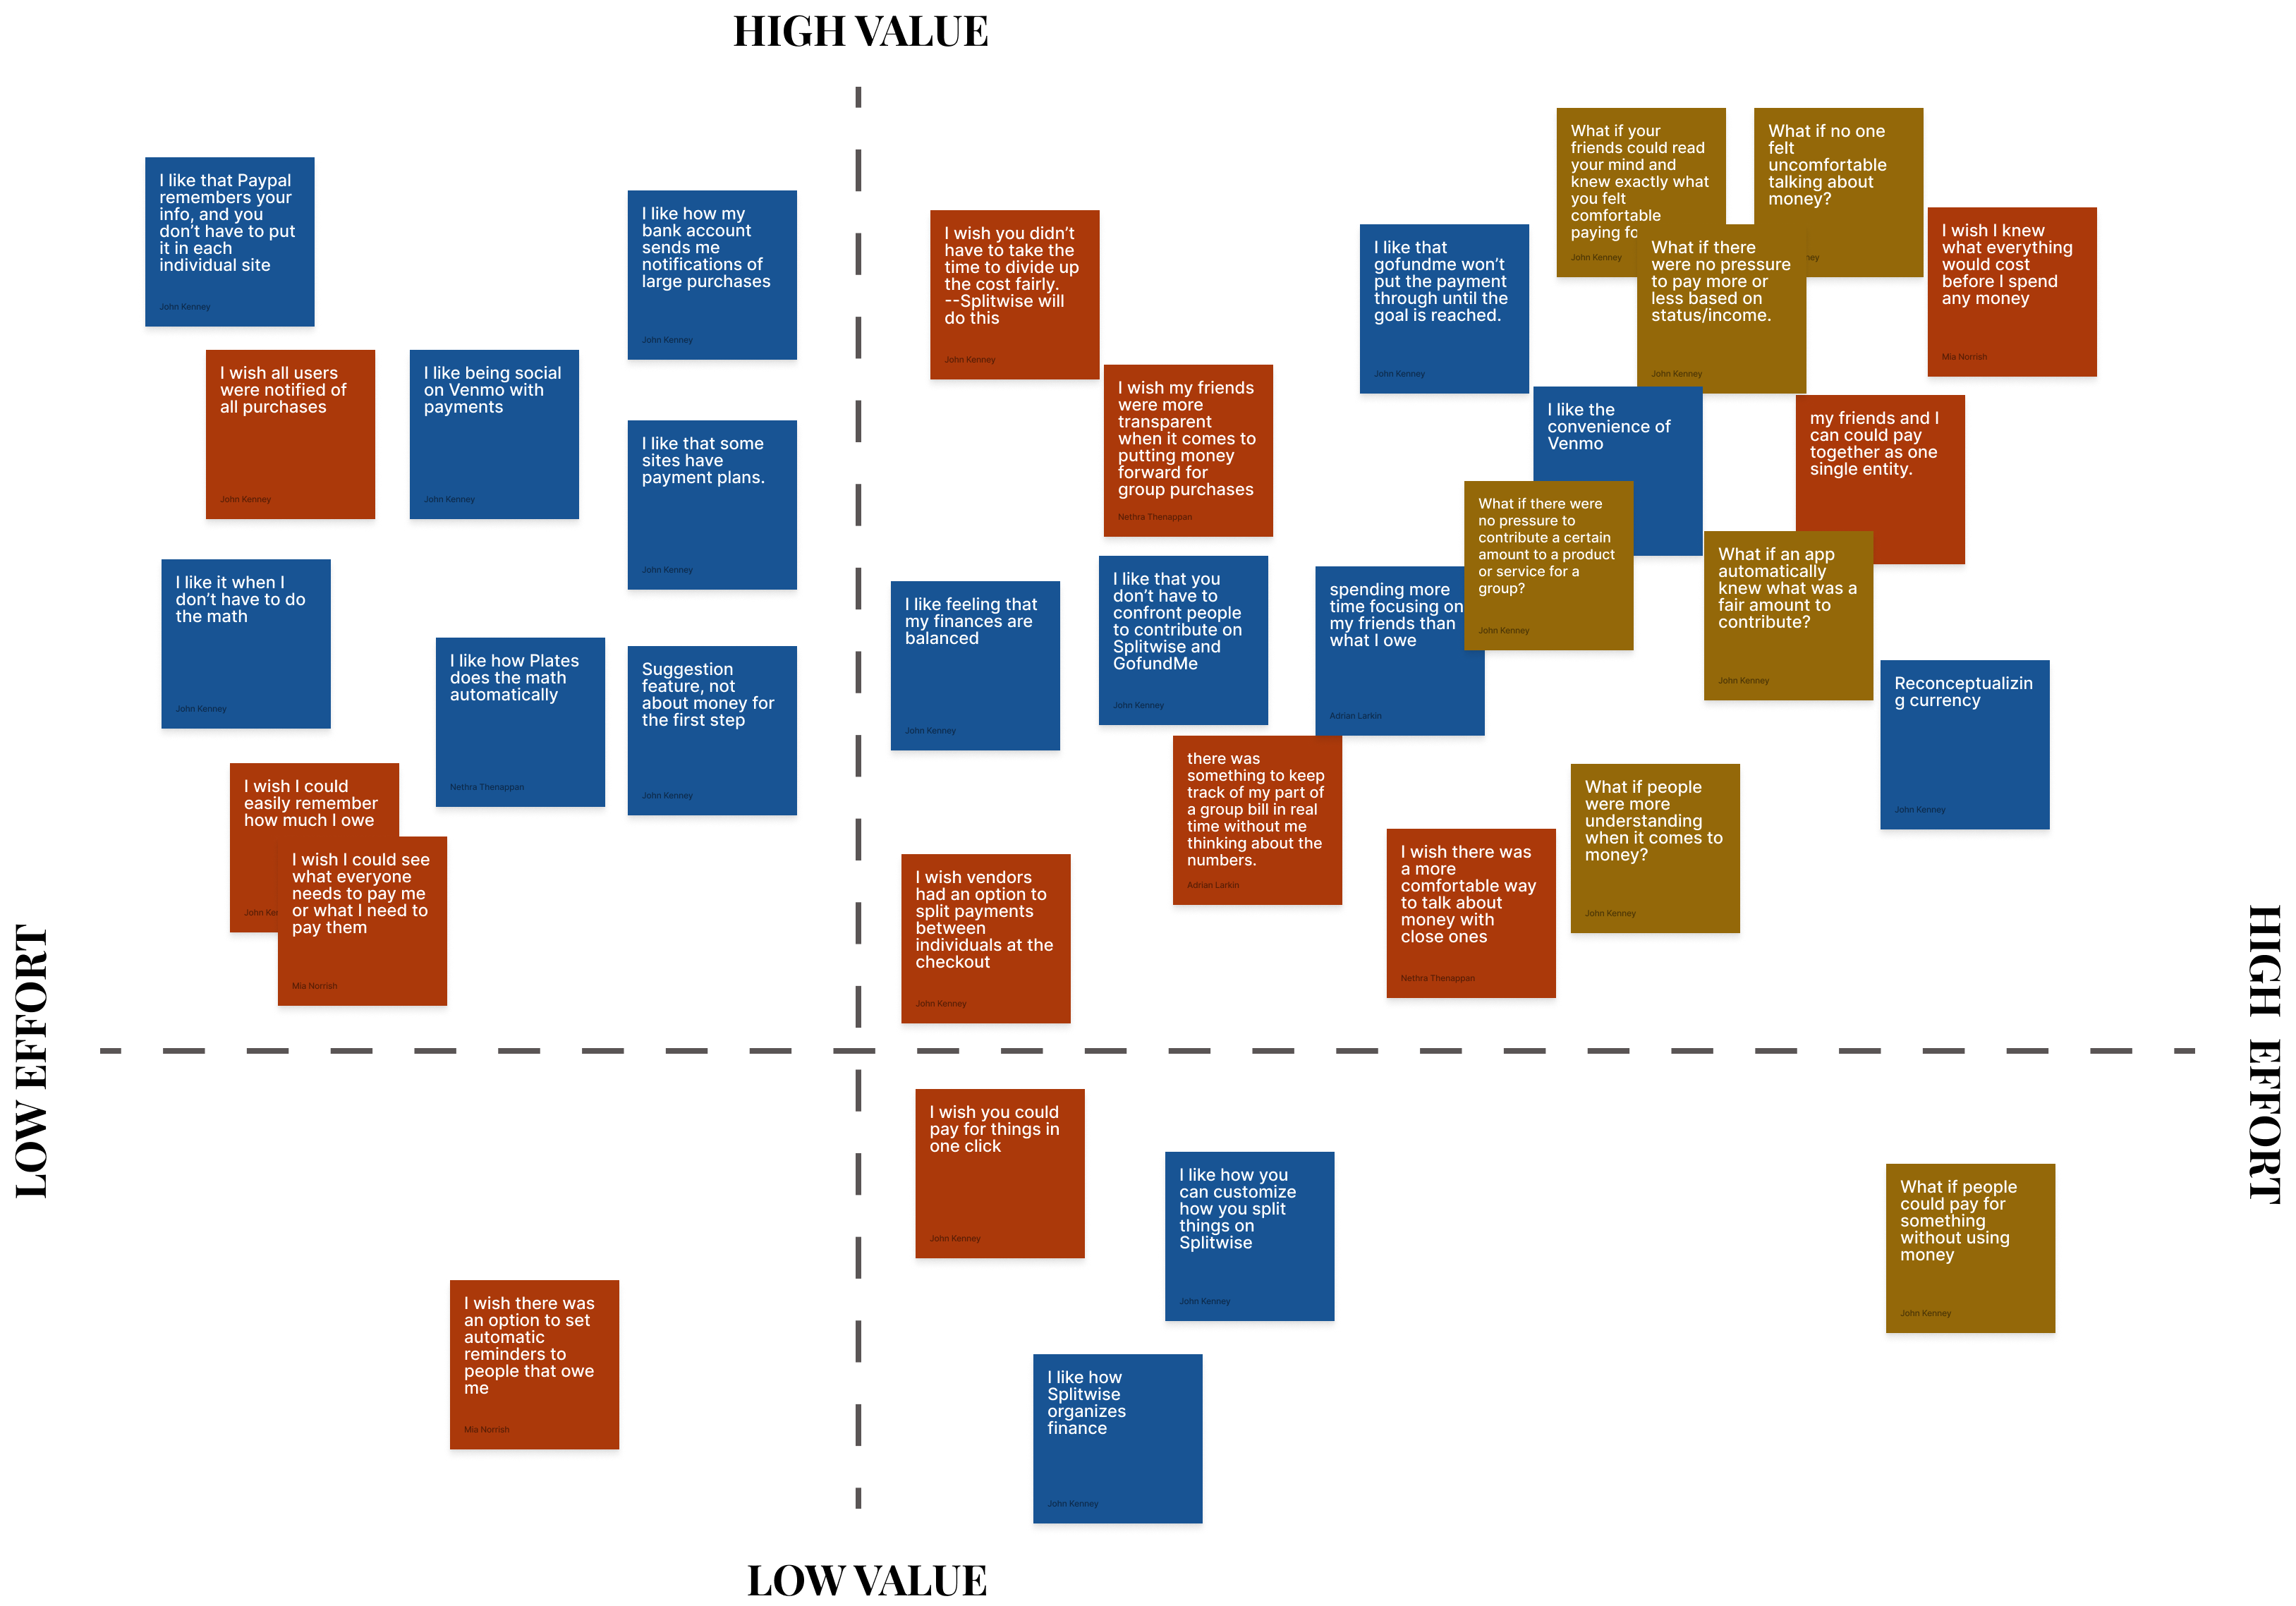 HIGH VALUE
I like that Paypal
remembers your
info, and you
don't have to put
it in each
individual site
John Kenney
I like how my
bank account
sends me
notifications of
large purchases
John Kenney
I wish all users
were notified of
all purchases
John Kenney
I like being social
on Venmo with
payments
John Kenney
I like that some
sites have
payment plans.
John Kenney
I like it when I
don't have to do
the math
John Kenney
I like how Plates
does the math
automatically
Nethra Thenappan
Suggestion
feature, not
about money for
the first step
John Kenney
I wish I could
easily remember
how much I owe
John
I wish I could see
what everyone
needs to pay me
or what I need to
pay them
Mia Norrish
I wish you didn't
have to take the
time to divide up
the cost fairly.
--Splitwise will
do this
John Kenney
I wish my friends
were more
transparent
when it comes to
putting money
forward for
group purchases
Nethra Thenappan
I like that
gofundme won't
put the payment
through until the
goal is reached.
John Kenney
What if your
friends could read
your mind and
knew exactly what
you felt
comfortable
paying
John Kenney
What if no one
felt
uncomfortable
talking about
money?
What if there
were no pressure
to pay more or
less based on
status/income.
John Kenney
I wish I knew
what everything
would cost
before I spend
any money
Mia Norrish
I like the
convenience of
Venmo
my friends and I
can could pay
together as one
single entity.
I like feeling that
my finances are
balanced
John Kenney
I like that you
don't have to
confront people
to contribute on
Splitwise and
GofundMe
John Kenney
spending more
time focusing on
my friends than
what I owe
Adrian Larkin
What if there were
no pressure to
contribute a certain
amount to a product
or service for a
group?
John Kenney
What if an app
automatically
knew what was a
fair amount to
contribute?
John Kenney
Reconceptualizin
g currency
John Kenney
there was
something to keep
track of my part of
a group bill in real
time without me
thinking about the
numbers.
Adrian Larkin
I wish vendors
had an option to
split payments
between
individuals at the
checkout
John Kenney
I wish there was
a more
comfortable way
to talk about
money with
close ones
Nethra Thenappan
What if people
were more
understanding
when it comes to
money?
John Kenney
LOW EFFORT
HIGH EFFORT
I wish you could
pay for things in
one click
John Kenney
I like how you
can customize
how you split
things on
Splitwise
John Kenney
What if people
could pay for
something
without using
money
John Kenney
I wish there was
an option to set
automatic
reminders to
people that owe
me
Mia Norrish
I like how
Splitwise
organizes
finance
John Kenney
LOW VALUE